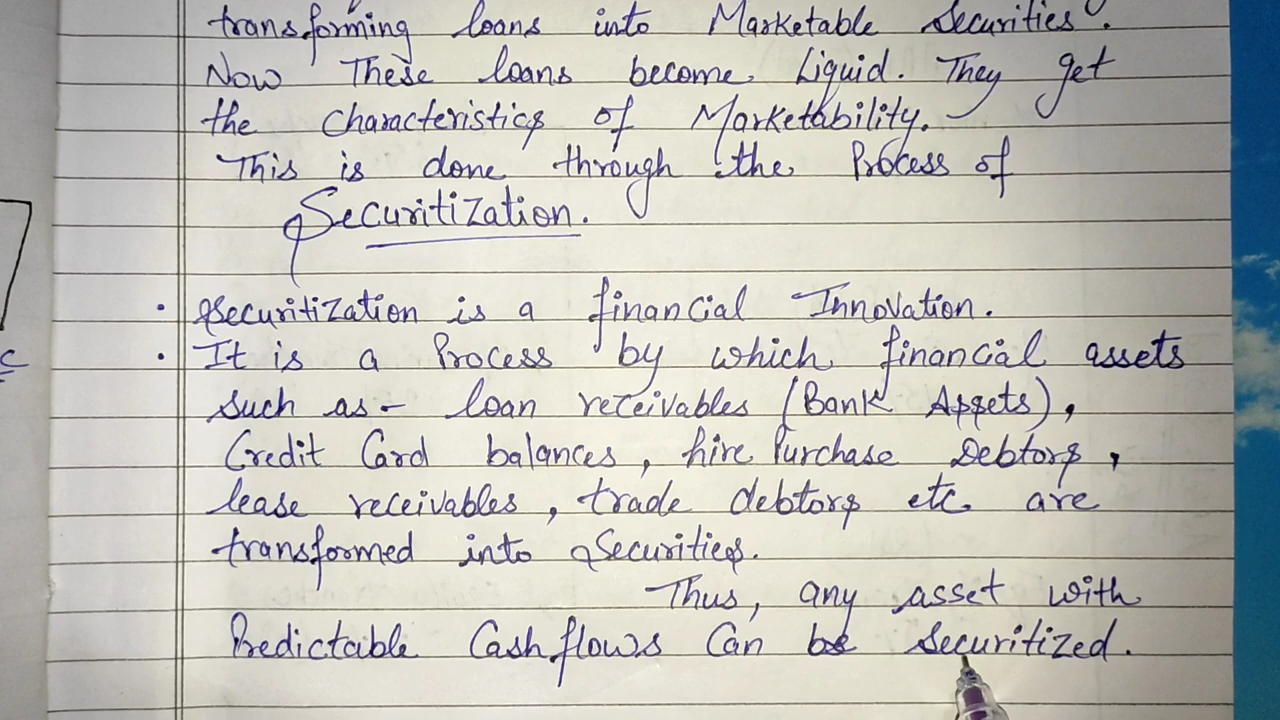 transforming loans into Marketable Securities.
Now These loans become Liquid. They get
the characteristics of Marketability.
This is done through the Process of
Securitization.
• Securitization is a financial Innovation.
• It is a Process by which financial assets
such as - loan receivables (Bank Assets),
Credit Card balances, hire Purchase Debtors,
lease receivables, trade debtors etc are
transformed into Securities.
Thus, any asset with
Predictable Cash flows Can be Securitized.